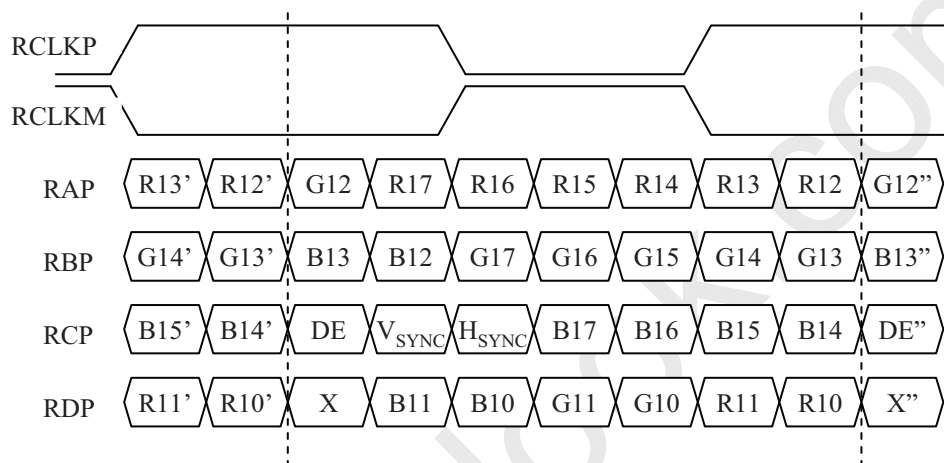 RCLKP
RCLKM
RAP R13’ R12’ G12 R17 R16 R15 R14 R13 R12 G12”
RBP G14’ G13’ B13 B12 G17 G16 G15 G14 G13 B13”
RCP B15’ B14’ DE VSYNC HSYNC B17 B16 B15 B14 DE”
RDP R11’ R10’ X B11 B10 G11 G10 R11 R10 X”